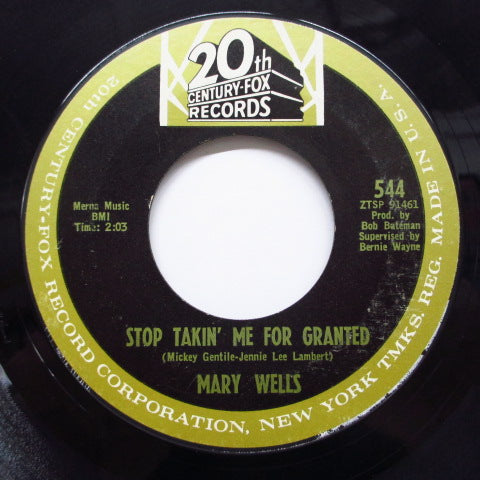 20th
CENTURY-FOX
RECORDS
Merna Music
BMI
Time: 2:03
544
ZTSP 91461
Prod. by
Bob Bateman
Supervised by
Bernie Wayne
STOP TAKIN' ME FOR GRANTED
(Mickey Gentile-Jennie Lee Lambert)
MARY WELLS
20th CENTURY-FOX RECORD CORPORATION, NEW YORK TMKS. REG. MADE IN U.S.A.